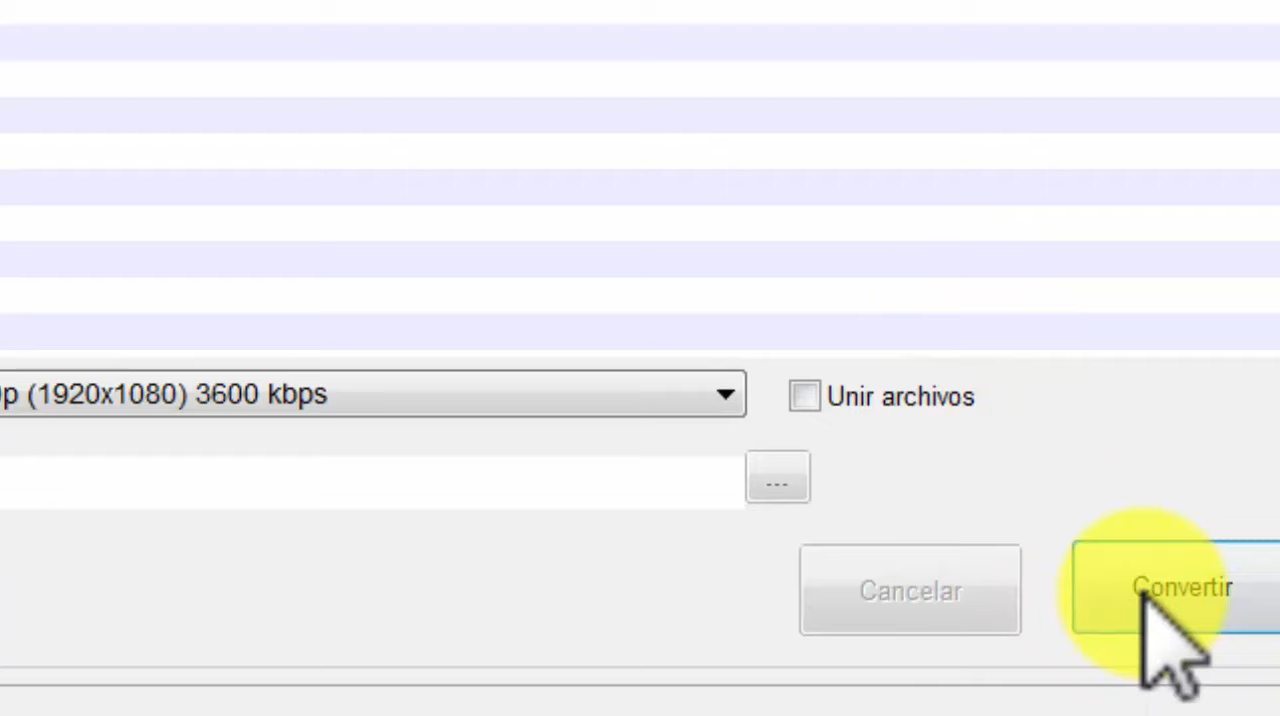 p (1920x1080) 3600 kbps
Unir archivos
...
Cancelar
Convertir